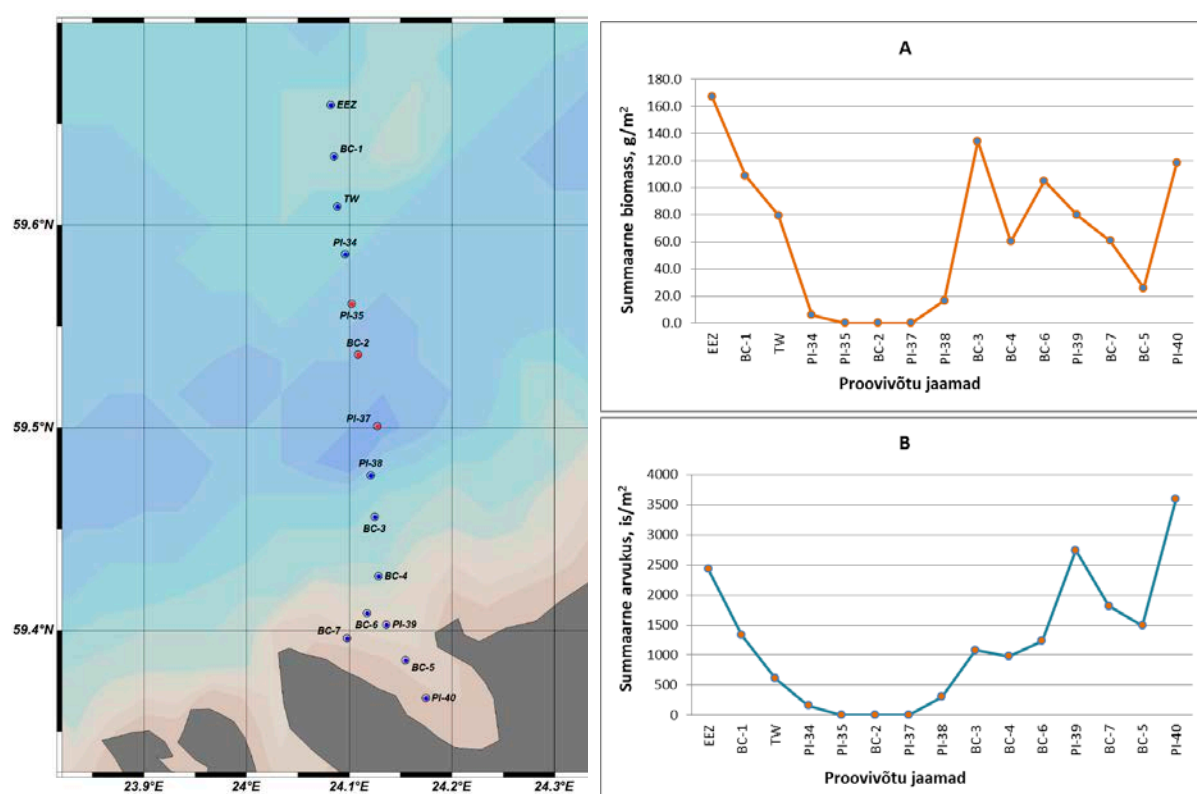 EEZ
BC-1
TW
59.6°N
PI-34
PI-35
BC-2
PI-37
59.5°N
PI-38
BC-3
BC-4
59.4°N
BC-6
PI-39
BC-7
BC-5
PI-40
23.9°E 24°E 24.1°E 24.2°E 24.3°E
A
Summaarne biomass, g/m²
180.0
160.0
140.0
120.0
100.0
80.0
60.0
40.0
20.0
0.0
EEZ BC-1 TW PI-34 PI-35 BC-2 PI-37 PI-38 BC-3 BC-4 BC-6 PI-39 BC-7 BC-5 PI-40
Proovivõtu jaamad
B
Summaarne arvukus, is/m²
4000
3500
3000
2500
2000
1500
1000
500
0
EEZ BC-1 TW PI-34 PI-35 BC-2 PI-37 PI-38 BC-3 BC-4 BC-6 PI-39 BC-7 BC-5 PI-40
Proovivõtu jaamad